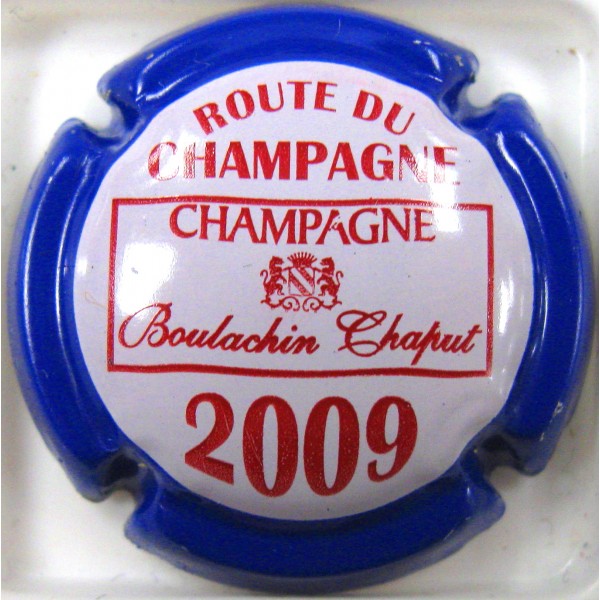 ROUTE DU
CHAMPAGNE
CHAMPAGNE
Boulachin Chaput
2009